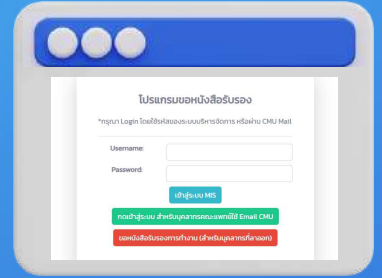 โปรแกรมขอหนังสือรับรอง
*กรุณา Login โดยใช้รหัสของระบบบริหารจัดการ หรือผ่าน CMU Mail
Username:
Password:
เข้าสู่ระบบ MIS
กดเข้าสู่ระบบ สำหรับบุคลากรคณะแพทย์ใช้ Email CMU
ขอหนังสือรับรองการทำงาน (สำหรับบุคลากรที่ลาออก)